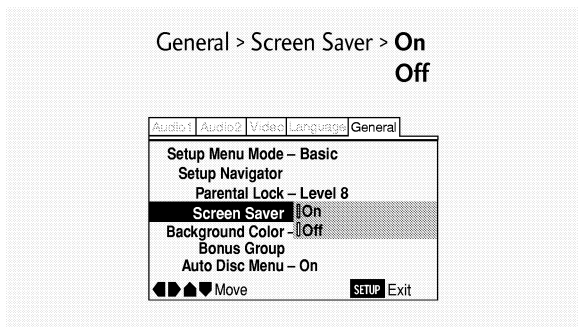 General > Screen Saver > On
Off
Audio1 Audio2 Video Language General
Setup Menu Mode – Basic
Setup Navigator
Parental Lock – Level 8
Screen Saver On
Background Color - Off
Bonus Group
Auto Disc Menu – On
Move SETUP Exit